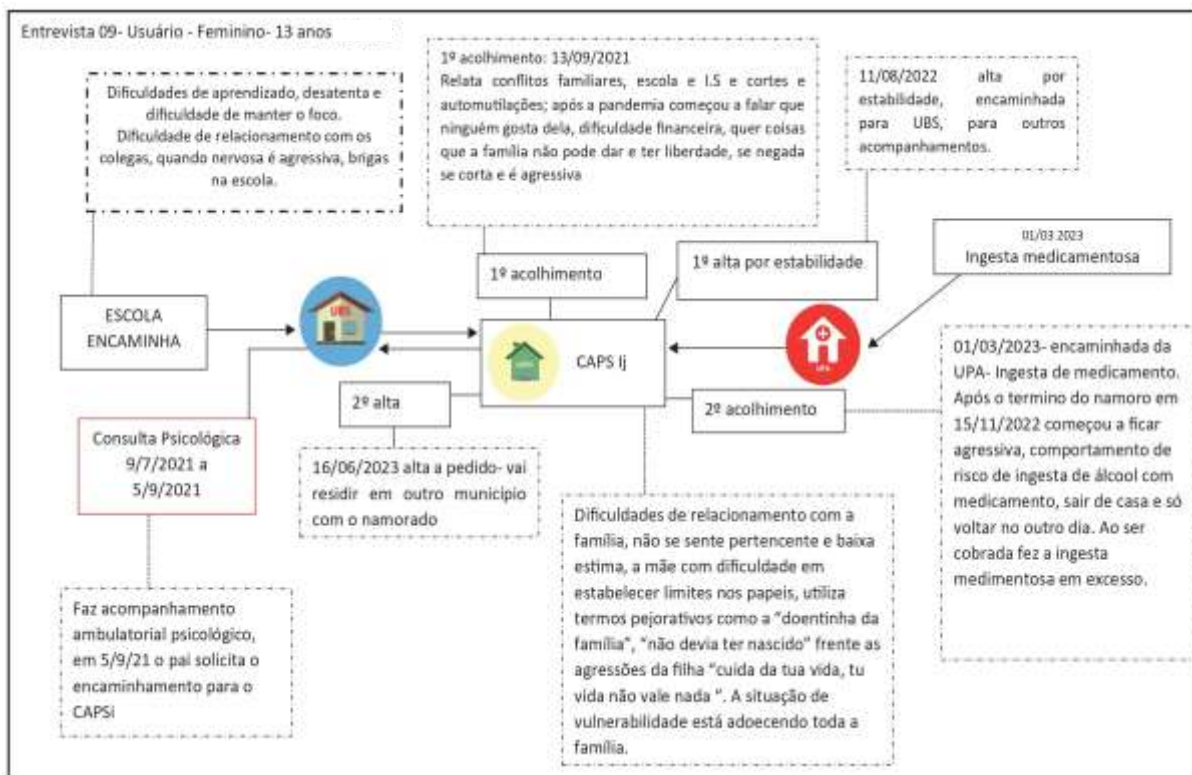 Entrevista 09- Usuário - Feminino- 13 anos
Dificuldades de aprendizado, desatenta e
dificuldade de manter o foco.
Dificuldade de relacionamento com os
colegas, quando nervosa é agressiva, brigas
na escola.
1º acolhimento: 13/09/2021
Relata conflitos familiares, escola e I.S e cortes e
automutilações; após a pandemia começou a falar que
ninguém gosta dela, dificuldade financeira, quer coisas
que a família não pode dar e ter liberdade, se negada
se corta e é agressiva
11/08/2022 alta por
estabilidade, encaminhada
para UBS, para outros
acompanhamentos.
01/03 2023
Ingesta medicamentosa
1º acolhimento
1º alta por estabilidade
ESCOLA
ENCAMINHA
UBS
CAPS Ij
UPA
2º alta
2º acolhimento
Consulta Psicológica
9/7/2021 a
5/9/2021
16/06/2023 alta a pedido- vai
residir em outro município
com o namorado
01/03/2023- encaminhada da
UPA- Ingesta de medicamento.
Após o termino do namoro em
15/11/2022 começou a ficar
agressiva, comportamento de
risco de ingesta de álcool com
medicamento, sair de casa e só
voltar no outro dia. Ao ser
cobrada fez a ingesta
medimentosa em excesso.
Dificuldades de relacionamento com a
família, não se sente pertencente e baixa
estima, a mãe com dificuldade em
estabelecer limites nos papeis, utiliza
termos pejorativos como a "doentinha da
família", "não devia ter nascido" frente as
agressões da filha "cuida da tua vida, tu
vida não vale nada ". A situação de
vulnerabilidade está adoecendo toda a
família.
Faz acompanhamento
ambulatorial psicológico,
em 5/9/21 o pai solicita o
encaminhamento para o
CAPSi